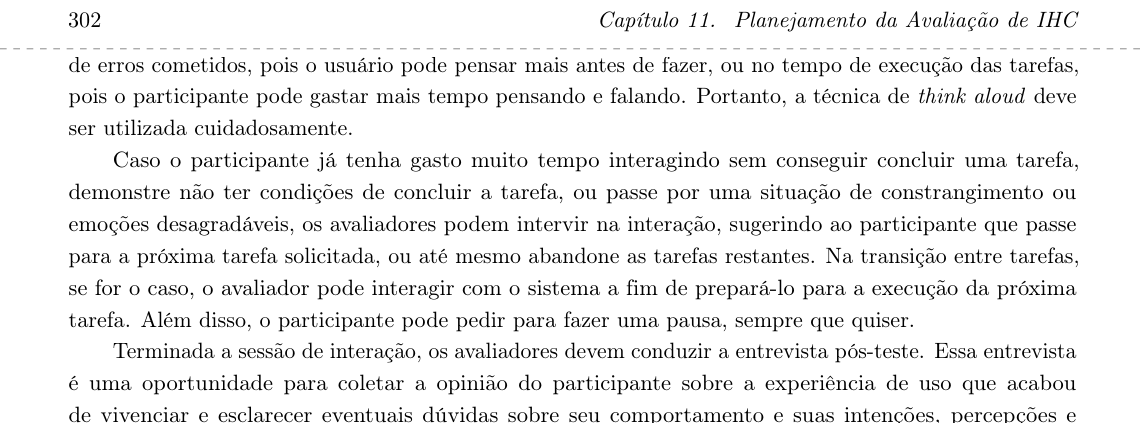 302 Capítulo 11. Planejamento da Avaliação de IHC
de erros cometidos, pois o usuário pode pensar mais antes de fazer, ou no tempo de execução das tarefas,
pois o participante pode gastar mais tempo pensando e falando. Portanto, a técnica de think aloud deve
ser utilizada cuidadosamente.
Caso o participante já tenha gasto muito tempo interagindo sem conseguir concluir uma tarefa,
demonstre não ter condições de concluir a tarefa, ou passe por uma situação de constrangimento ou
emoções desagradáveis, os avaliadores podem intervir na interação, sugerindo ao participante que passe
para a próxima tarefa solicitada, ou até mesmo abandone as tarefas restantes. Na transição entre tarefas,
se for o caso, o avaliador pode interagir com o sistema a fim de prepará-lo para a execução da próxima
tarefa. Além disso, o participante pode pedir para fazer uma pausa, sempre que quiser.
Terminada a sessão de interação, os avaliadores devem conduzir a entrevista pós-teste. Essa entrevista
é uma oportunidade para coletar a opinião do participante sobre a experiência de uso que acabou
de vivenciar e esclarecer eventuais dúvidas sobre seu comportamento e suas intenções, percepções e